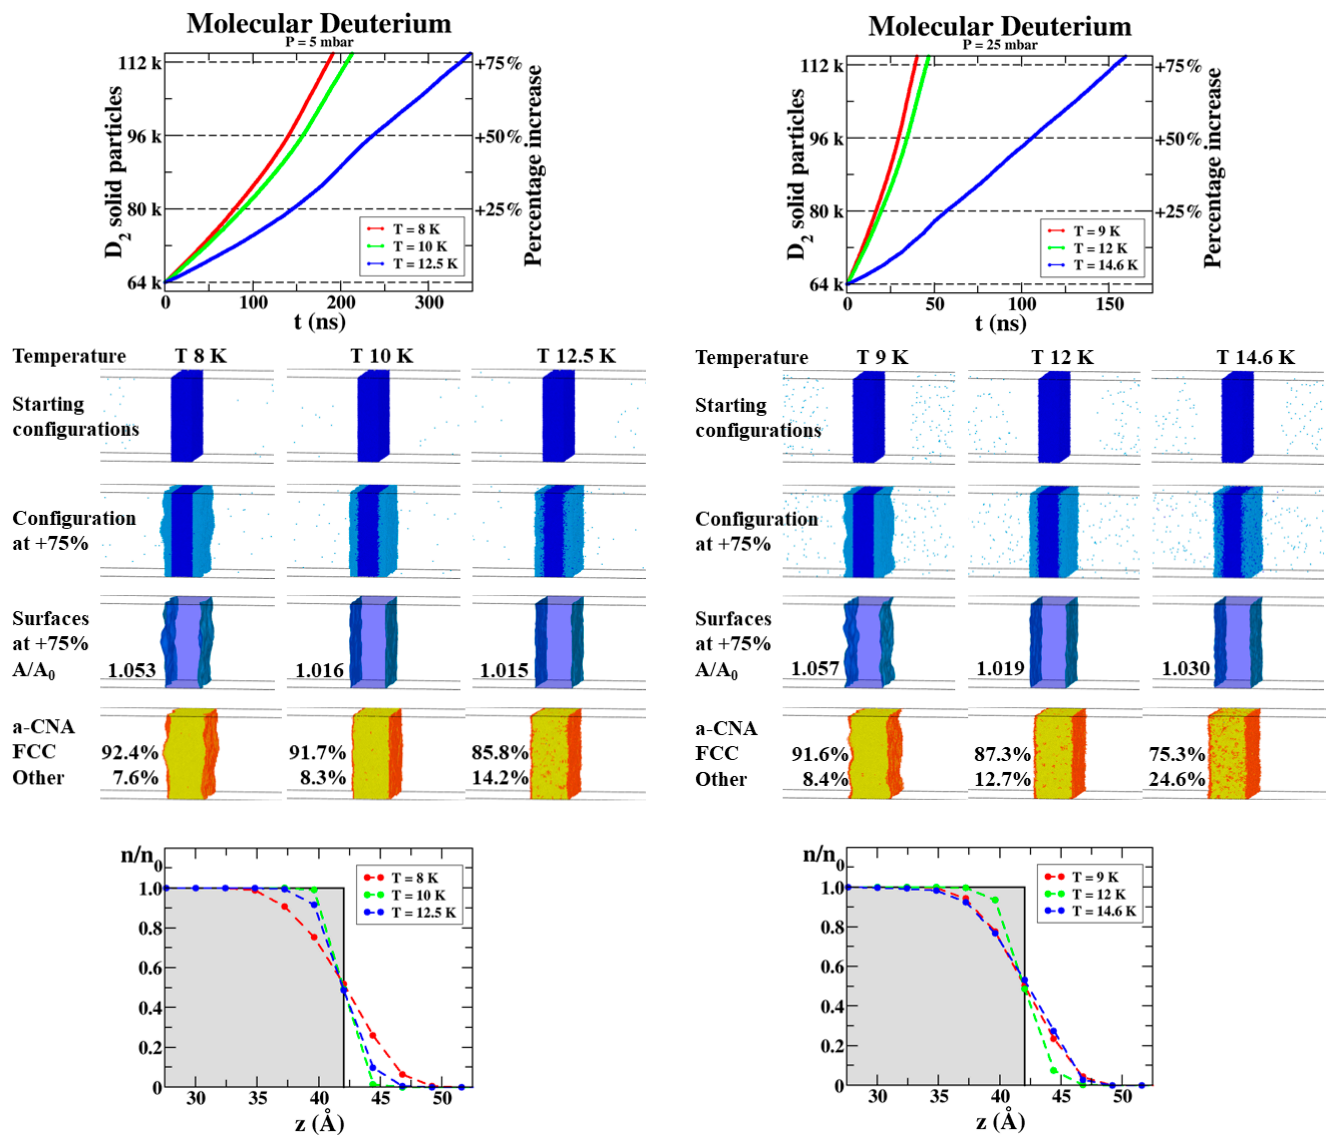 Molecular Deuterium
P = 5 mbar
D2 solid particles
112 k
96 k
80 k
64 k
+75%
+50%
+25%
Percentage increase
T = 8 K
T = 10 K
T = 12.5 K
0 100 200 300
t (ns)
Temperature T 8 K T 10 K T 12.5 K
Starting
configurations
Configuration
at +75%
Surfaces
at +75%
A/A0 1.053 1.016 1.015
a-CNA
FCC 92.4% 91.7% 85.8%
Other 7.6% 8.3% 14.2%
n/n0
1.0
0.8
0.6
0.4
0.2
0
T = 8 K
T = 10 K
T = 12.5 K
30 35 40 45 50
z (Å)
Molecular Deuterium
P = 25 mbar
D2 solid particles
112 k
96 k
80 k
64 k
+75%
+50%
+25%
Percentage increase
T = 9 K
T = 12 K
T = 14.6 K
0 50 100 150
t (ns)
Temperature T 9 K T 12 K T 14.6 K
Starting
configurations
Configuration
at +75%
Surfaces
at +75%
A/A0 1.057 1.019 1.030
a-CNA
FCC 91.6% 87.3% 75.3%
Other 8.4% 12.7% 24.6%
n/n0
1.0
0.8
0.6
0.4
0.2
0
T = 9 K
T = 12 K
T = 14.6 K
30 35 40 45 50
z (Å)